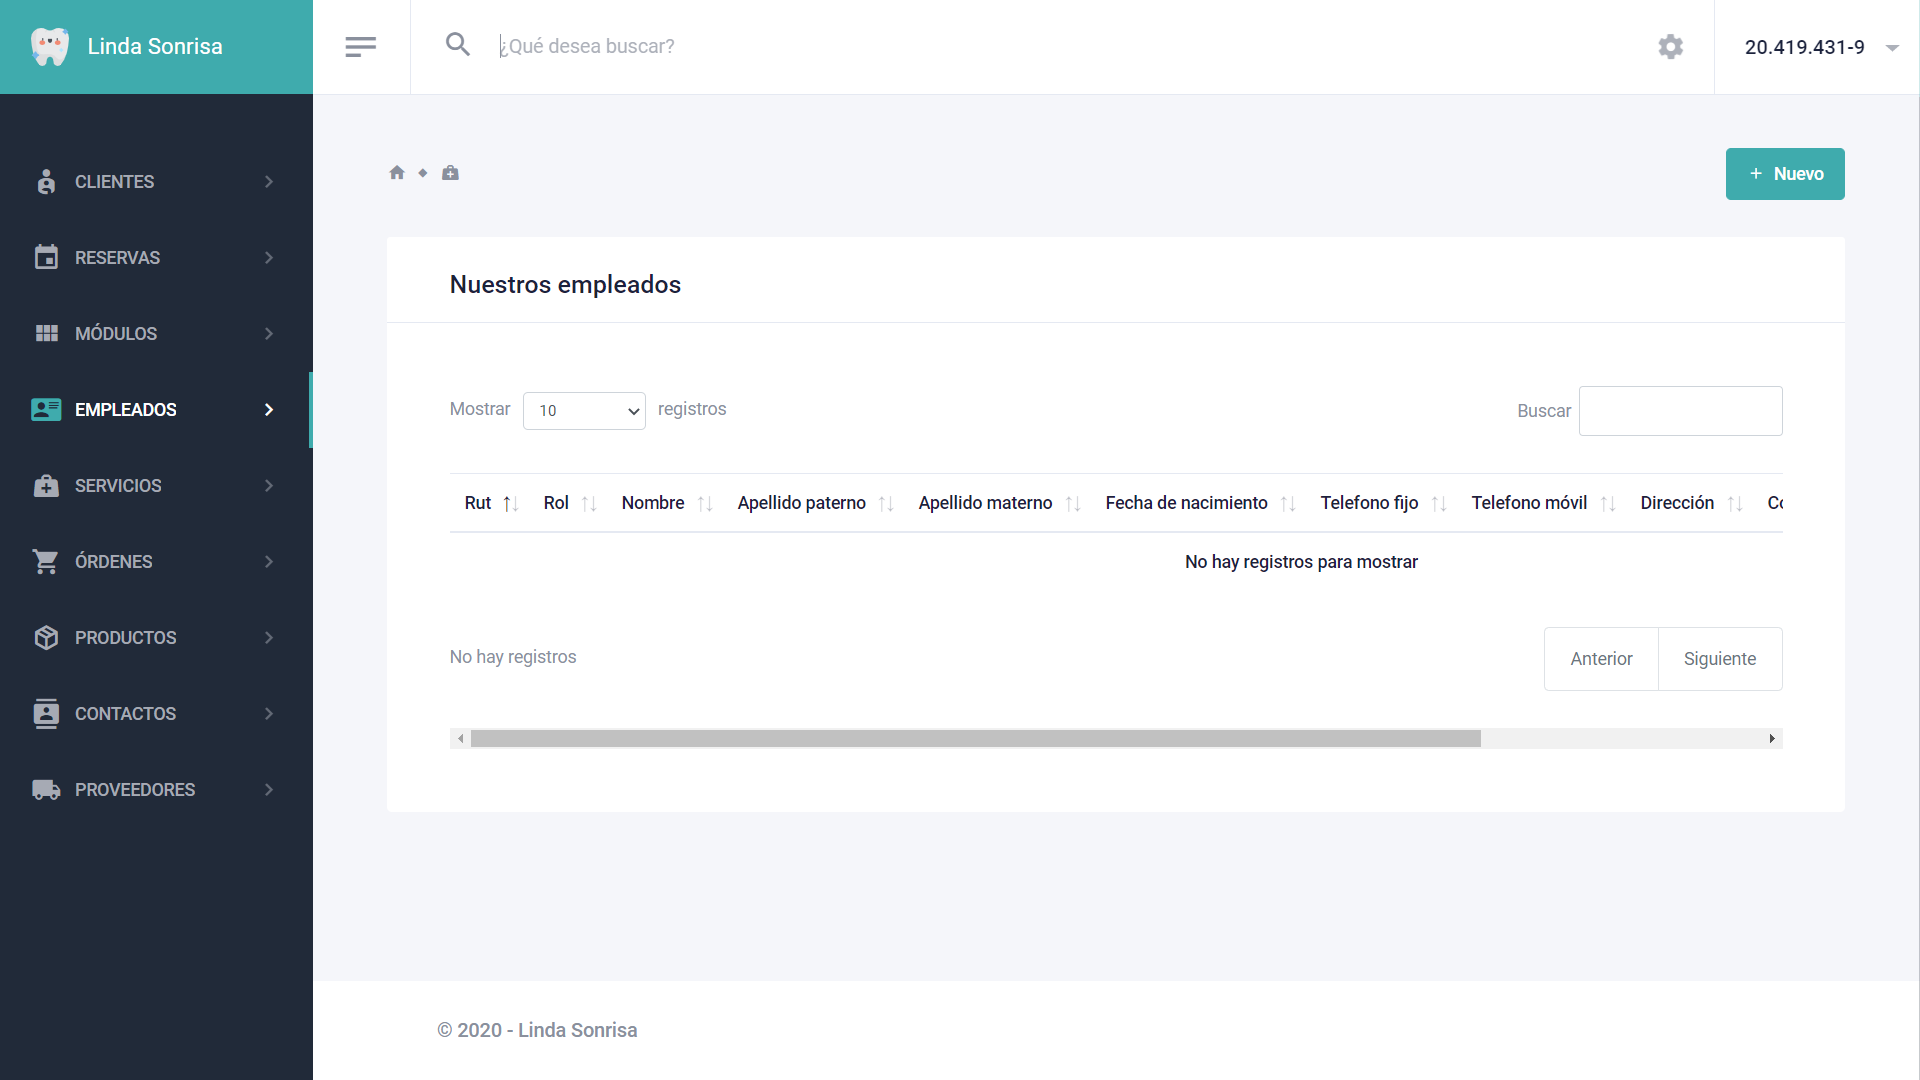 Linda Sonrisa
¿Qué desea buscar?
20.419.431-9
CLIENTES
RESERVAS
MÓDULOS
EMPLEADOS
SERVICIOS
ÓRDENES
PRODUCTOS
CONTACTOS
PROVEEDORES
+ Nuevo
Nuestros empleados
Mostrar 10 registros
Buscar
Rut Rol Nombre Apellido paterno Apellido materno Fecha de nacimiento Telefono fijo Telefono móvil Dirección
No hay registros para mostrar
No hay registros
Anterior Siguiente
© 2020 - Linda Sonrisa